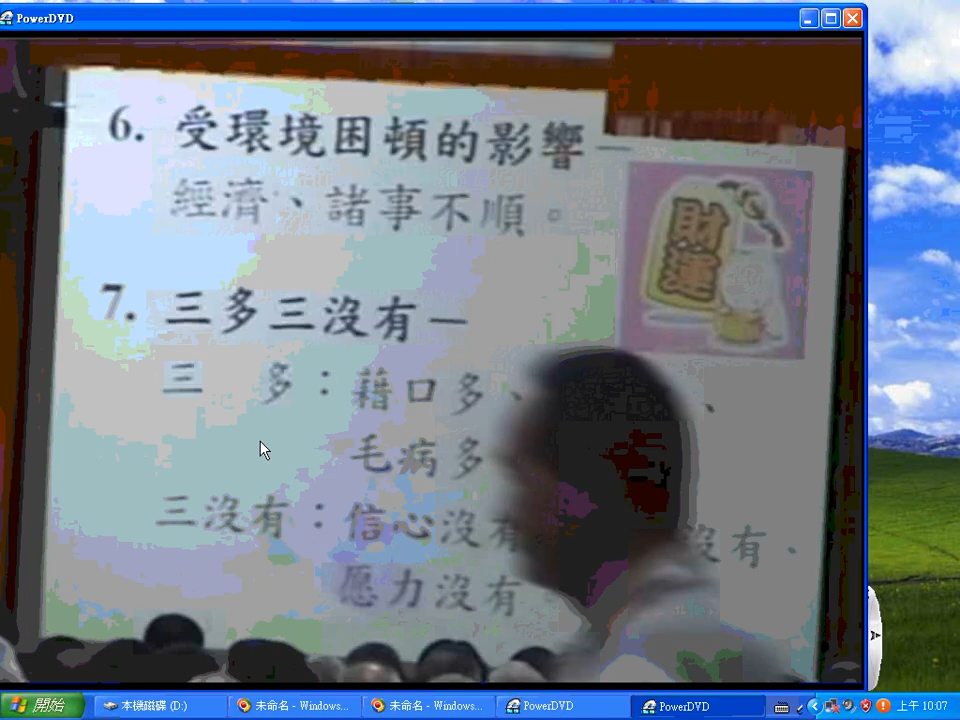 PowerDVD
6. 受環境困頓的影響—
經濟、諸事不順。
財運
7. 三多三沒有—
三 多：藉口多、 、
毛病多
三沒有：信心沒有 沒有、
愿力沒有
開始 本機磁碟 (D:) 未命名 - Windows... 未命名 - Windows... PowerDVD PowerDVD 上午 10:07